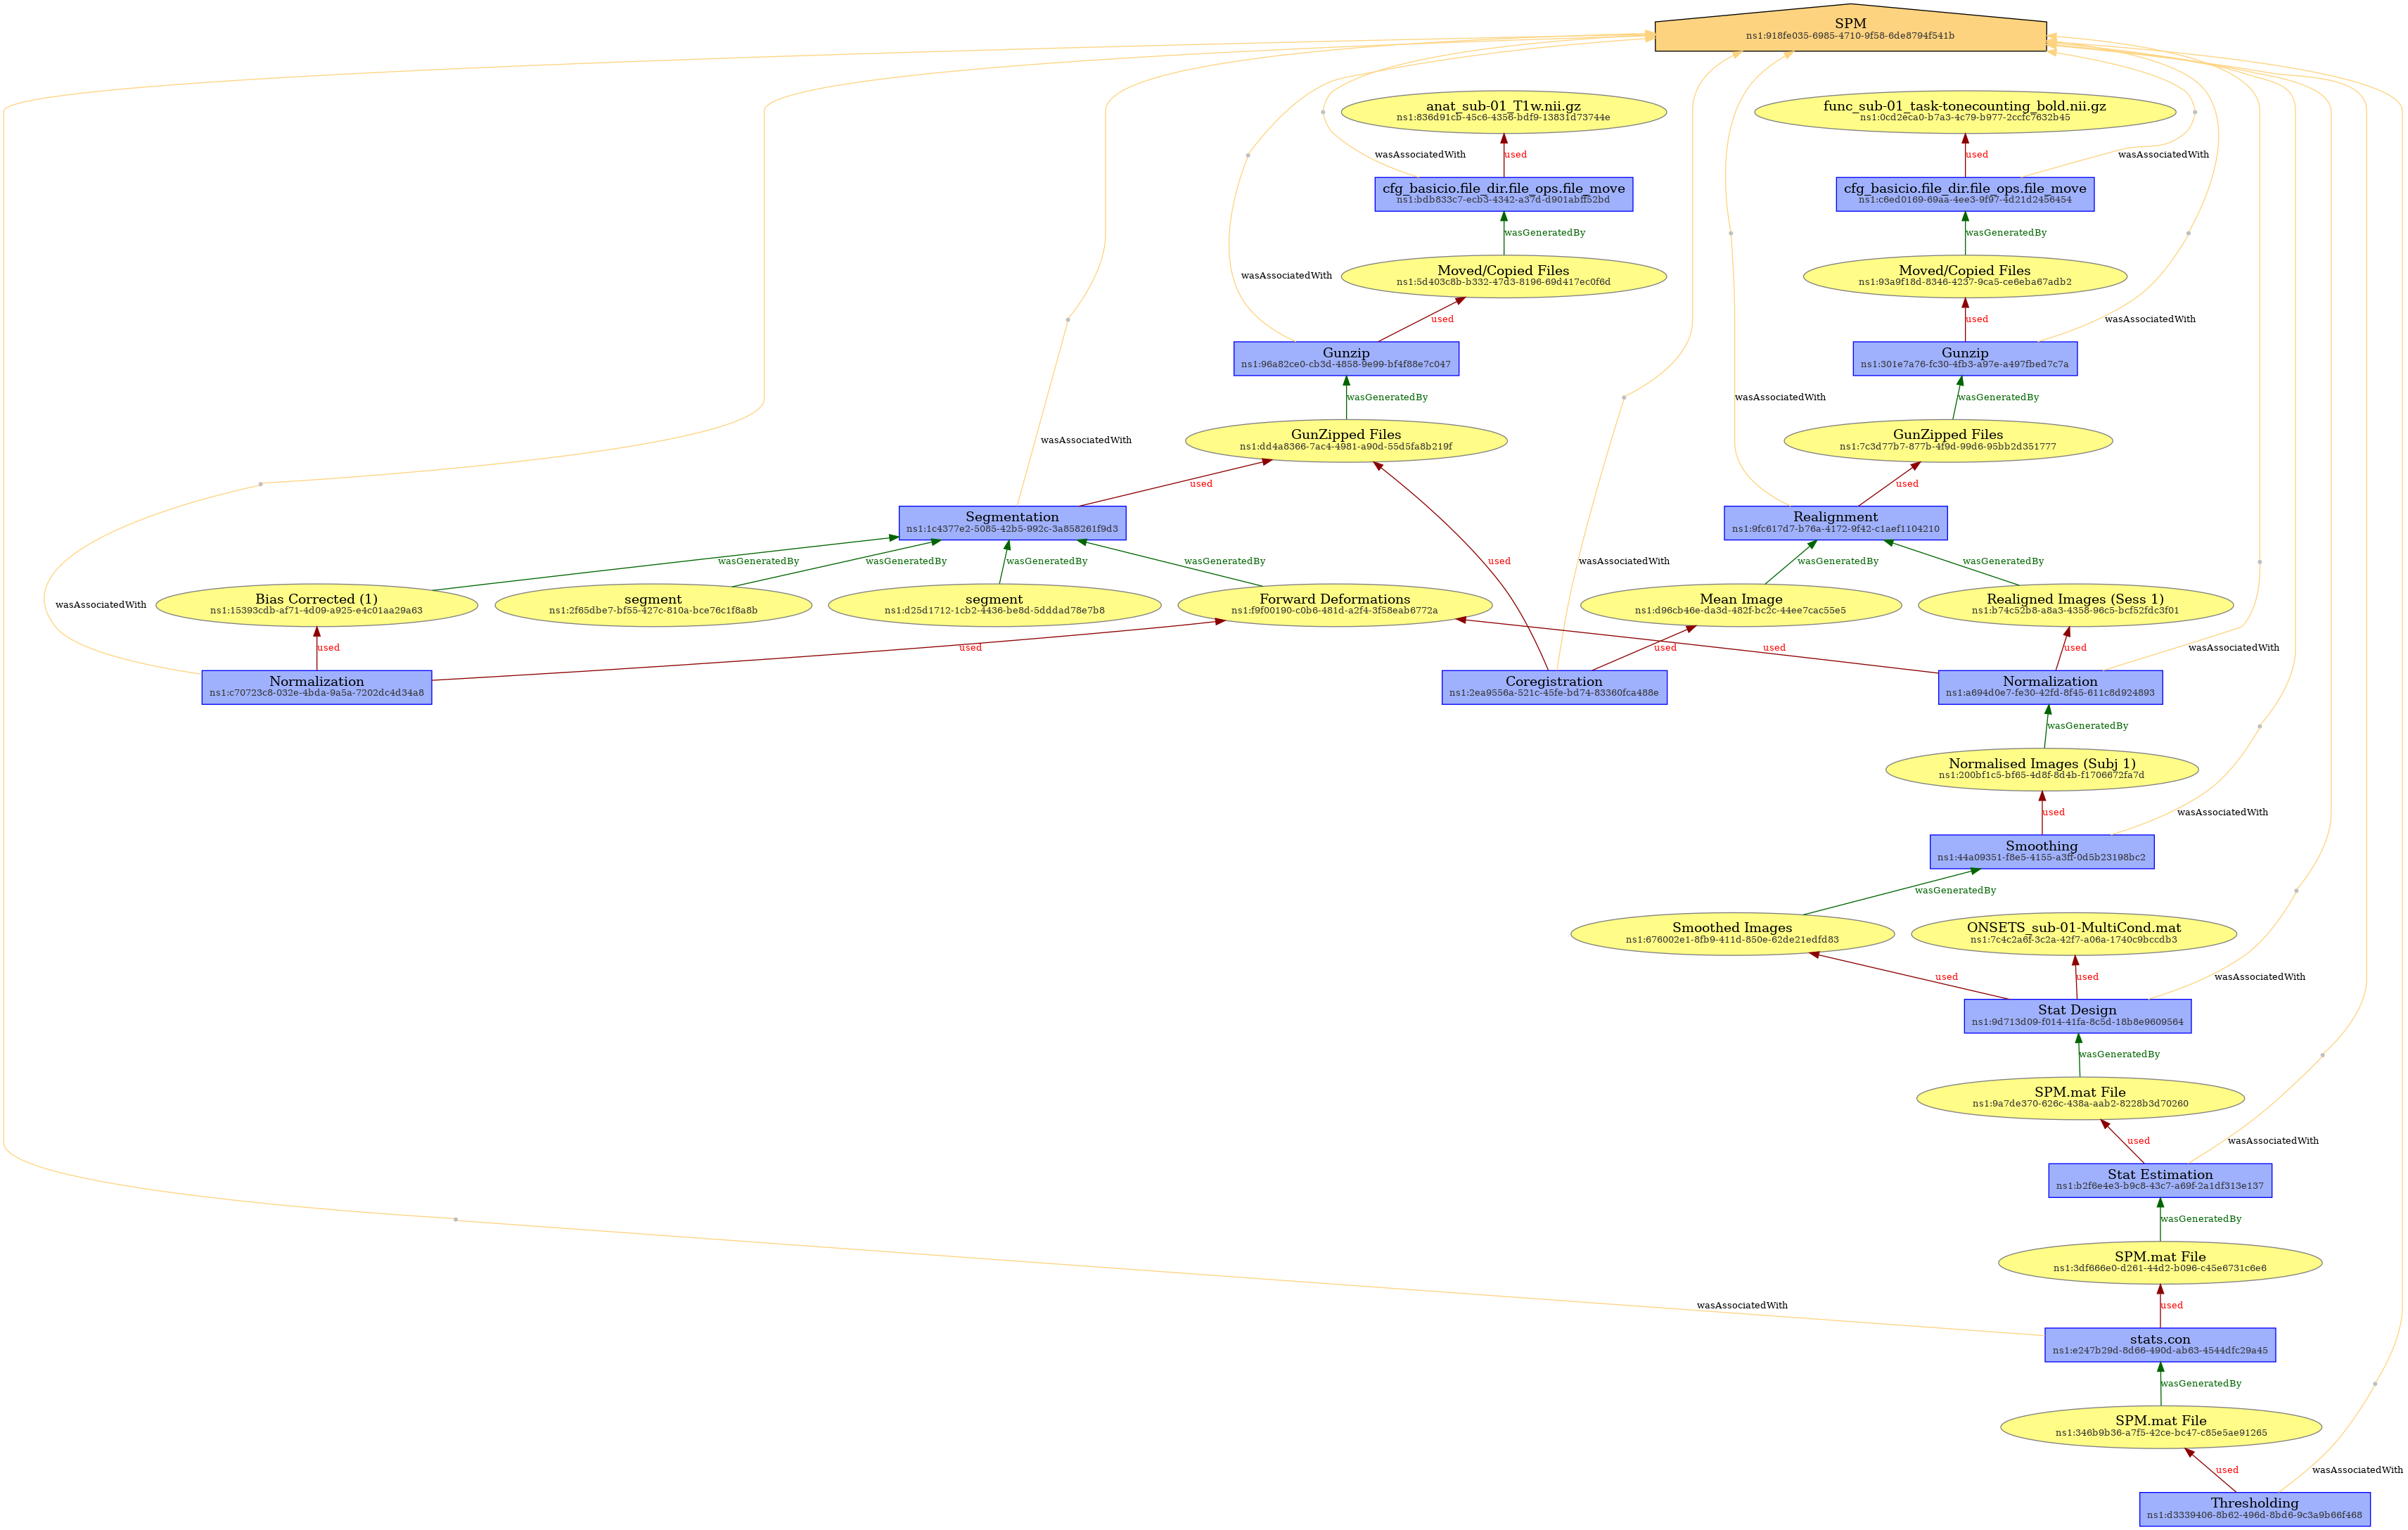 SPM
ns1:918fe035-6985-4710-9f58-6de8794f541b
anat_sub-01_T1w.nii.gz
ns1:836d91cb-45c6-4356-bdf9-13831d73744e
func_sub-01_task-tonecounting_bold.nii.gz
ns1:0cd2eca0-b7a3-4c79-b977-2ccfc7632b45
wasAssociatedWith
used
used
wasAssociatedWith
cfg_basicio.file_dir.file_ops.file_move
ns1:bdb833c7-ecb3-4342-a37d-d901abff52bd
cfg_basicio.file_dir.file_ops.file_move
ns1:c6ed0169-69aa-4ee3-9f97-4d21d2456454
wasGeneratedBy
wasGeneratedBy
wasAssociatedWith
Moved/Copied Files
ns1:5d403c8b-b332-47d3-8196-69d417ec0f6d
Moved/Copied Files
ns1:93a9f18d-8346-4237-9ca5-ce6eba67adb2
used
used
wasAssociatedWith
Gunzip
ns1:96a82ce0-cb3d-4858-9e99-bf4f88e7c047
Gunzip
ns1:301e7a76-fc30-4fb3-a97e-a497fbed7c7a
wasGeneratedBy
wasAssociatedWith
wasGeneratedBy
wasAssociatedWith
GunZipped Files
ns1:dd4a8366-7ac4-4981-a90d-55d5fa8b219f
GunZipped Files
ns1:7c3d77b7-877b-4f9d-99d6-95bb2d351777
used
used
Segmentation
ns1:1c4377e2-5085-42b5-992c-3a858261f9d3
Realignment
ns1:9fc617d7-b76a-4172-9f42-c1aef1104210
wasGeneratedBy
wasGeneratedBy
wasGeneratedBy
wasGeneratedBy
used
wasAssociatedWith
wasGeneratedBy
wasGeneratedBy
wasAssociatedWith
Bias Corrected (1)
ns1:15393cdb-af71-4d09-a925-e4c01aa29a63
segment
ns1:2f65dbe7-bf55-427c-810a-bce76c1f8a8b
segment
ns1:d25d1712-1cb2-4436-be8d-5dddad78e7b8
Forward Deformations
ns1:f9f00190-c0b6-481d-a2f4-3f58eab6772a
Mean Image
ns1:d96cb46e-da3d-482f-bc2c-44ee7cac55e5
Realigned Images (Sess 1)
ns1:b74c52b8-a8a3-4358-96c5-bcf52fdc3f01
used
used
used
used
used
wasAssociatedWith
Normalization
ns1:c70723c8-032e-4bda-9a5a-7202dc4d34a8
Coregistration
ns1:2ea9556a-521c-45fe-bd74-83360fca488e
Normalization
ns1:a694d0e7-fe30-42fd-8f45-611c8d924893
wasGeneratedBy
Normalised Images (Subj 1)
ns1:200bf1c5-bf65-4d8f-8d4b-f1706672fa7d
used
wasAssociatedWith
Smoothing
ns1:44a09351-f8e5-4155-a3ff-0d5b23198bc2
wasGeneratedBy
Smoothed Images
ns1:676002e1-8fb9-411d-850e-62de21edfd83
ONSETS_sub-01-MultiCond.mat
ns1:7c4c2a6f-3c2a-42f7-a06a-1740c9bccdb3
used
used
wasAssociatedWith
Stat Design
ns1:9d713d09-f014-41fa-8c5d-18b8e9609564
wasGeneratedBy
SPM.mat File
ns1:9a7de370-626c-438a-aab2-8228b3d70260
used
wasAssociatedWith
Stat Estimation
ns1:b2f6e4e3-b9c8-43c7-a69f-2a1df313e137
wasGeneratedBy
SPM.mat File
ns1:3df666e0-d261-44d2-b096-c45e6731c6e6
wasAssociatedWith
used
stats.con
ns1:e247b29d-8d66-490d-ab63-4544dfc29a45
wasGeneratedBy
SPM.mat File
ns1:346b9b36-a7f5-42ce-bc47-c85e5ae91265
used
wasAssociatedWith
Thresholding
ns1:d3339406-8b62-496d-8bd6-9c3a9b66f468